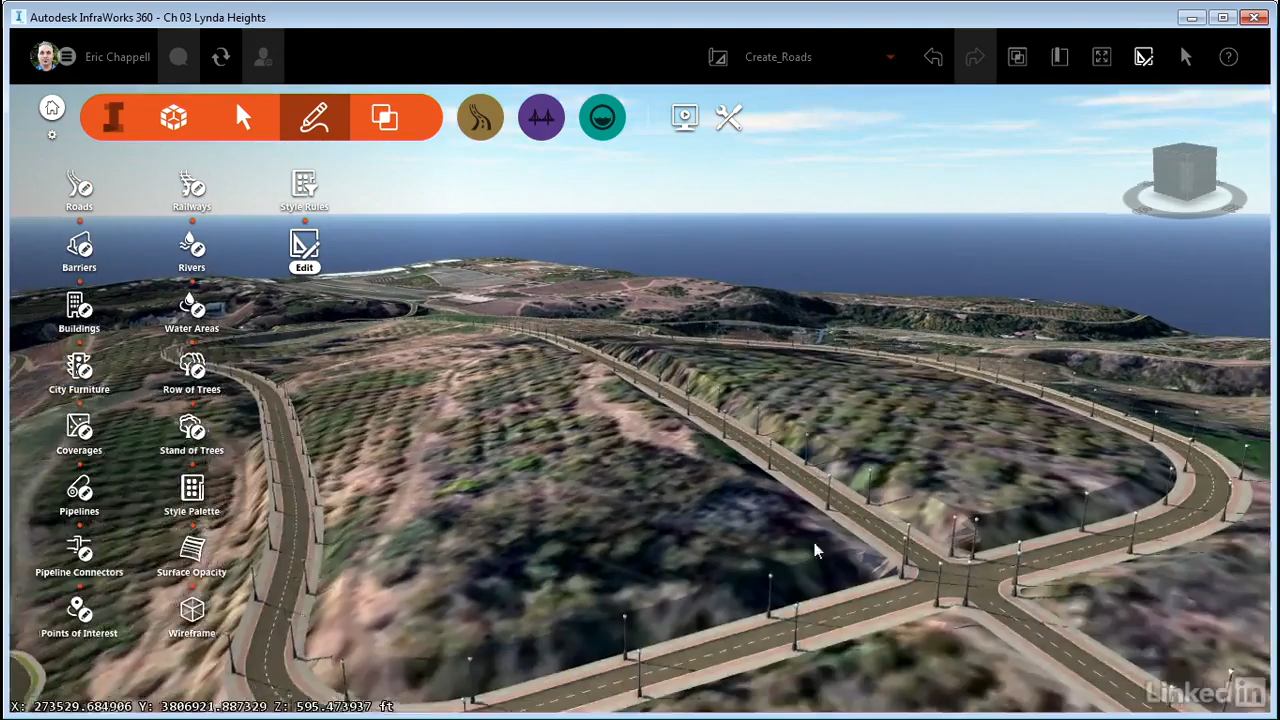 Autodesk InfraWorks 360 - Ch 03 Lynda Heights
Eric Chappell
Create_Roads
Roads
Railways
Style Rules
Barriers
Rivers
Edit
Buildings
Water Areas
City Furniture
Row of Trees
Coverages
Stand of Trees
Pipelines
Style Palette
Pipeline Connectors
Surface Opacity
Points of Interest
Wireframe
X: 273529.684906 Y: 3806921.887329 Z: 595.473937 ft
Linked in